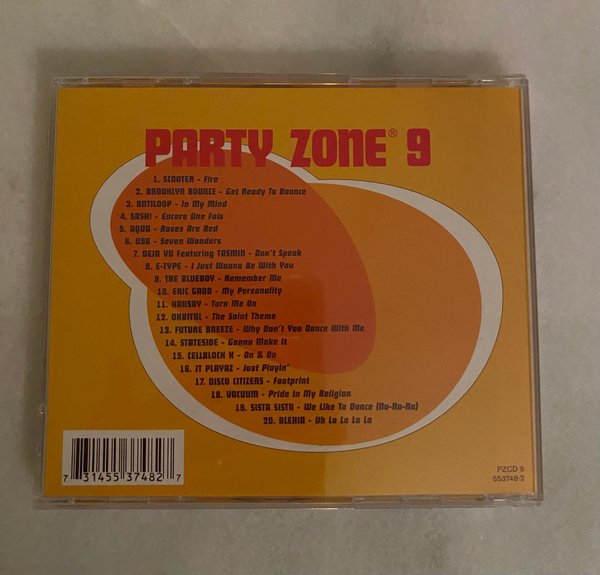 PARTY ZONE® 9
1. SCOOTER - Fire
2. BROOKLYN BOUNCE - Get Ready To Bounce
3. ANTILOOP - In My Mind
4. SASH! - Encore Une Fois
5. AQUA - Roses Are Red
6. U96 - Seven Wonders
7. DEJA VU Featuring TASMIN - Don't Speak
8. E-TYPE - I Just Wanna Be With You
9. THE BLUEBOY - Remember Me
10. ERIC GADD - My Personality
11. HANSON - Turn Me On
12. ORBITAL - The Saint Theme
13. FUTURE BREEZE - Why Don't You Dance With Me
14. STATESIDE - Gonna Make It
15. CELLBLOCK X - On & On
16. JT PLAYAZ - Just Playin'
17. DISCO CITIZENS - Footprint
18. VACUUM - Pride In My Religion
19. SISTA SISTA - We Like To Dance (Na-Na-Na)
20. ALEXIA - Uh La La La La
7 31455 37482 7
PZCD 9
553748-2